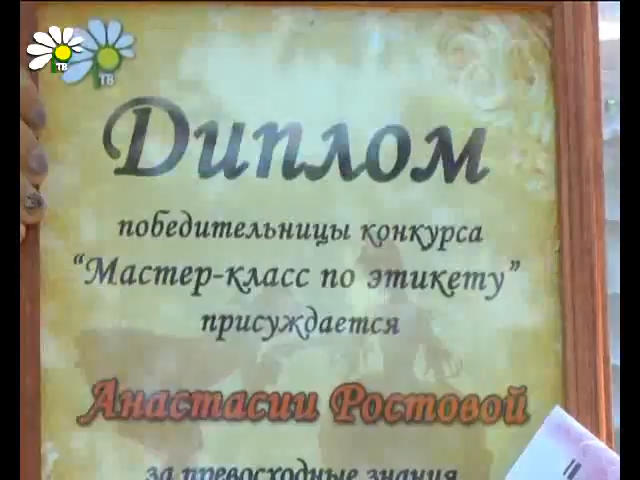 ТВ
ТВ
Диплом
победительницы конкурса
“Мастер-класс по этикету”
присуждается
Анастасии Ростовой
за превосходные знания